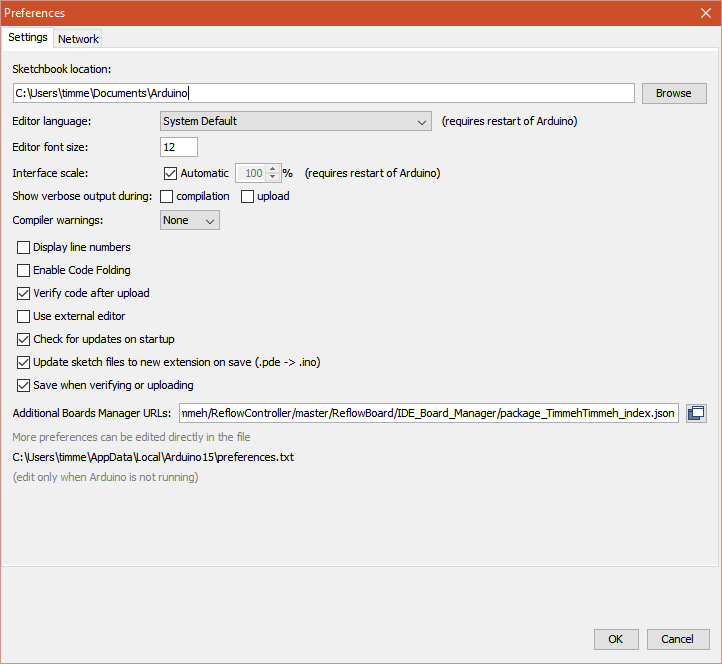 Preferences
Settings Network
Sketchbook location:
C:\Users\timme\Documents\Arduino Browse
Editor language: System Default (requires restart of Arduino)
Editor font size: 12
Interface scale: Automatic 100 % (requires restart of Arduino)
Show verbose output during: compilation upload
Compiler warnings: None
Display line numbers
Enable Code Folding
Verify code after upload
Use external editor
Check for updates on startup
Update sketch files to new extension on save (.pde -> .ino)
Save when verifying or uploading
Additional Boards Manager URLs: mmeh/ReflowController/master/ReflowBoard/IDE_Board_Manager/package_TimmehTimmeh_index.json
More preferences can be edited directly in the file
C:\Users\timme\AppData\Local\Arduino15\preferences.txt
(edit only when Arduino is not running)
OK Cancel